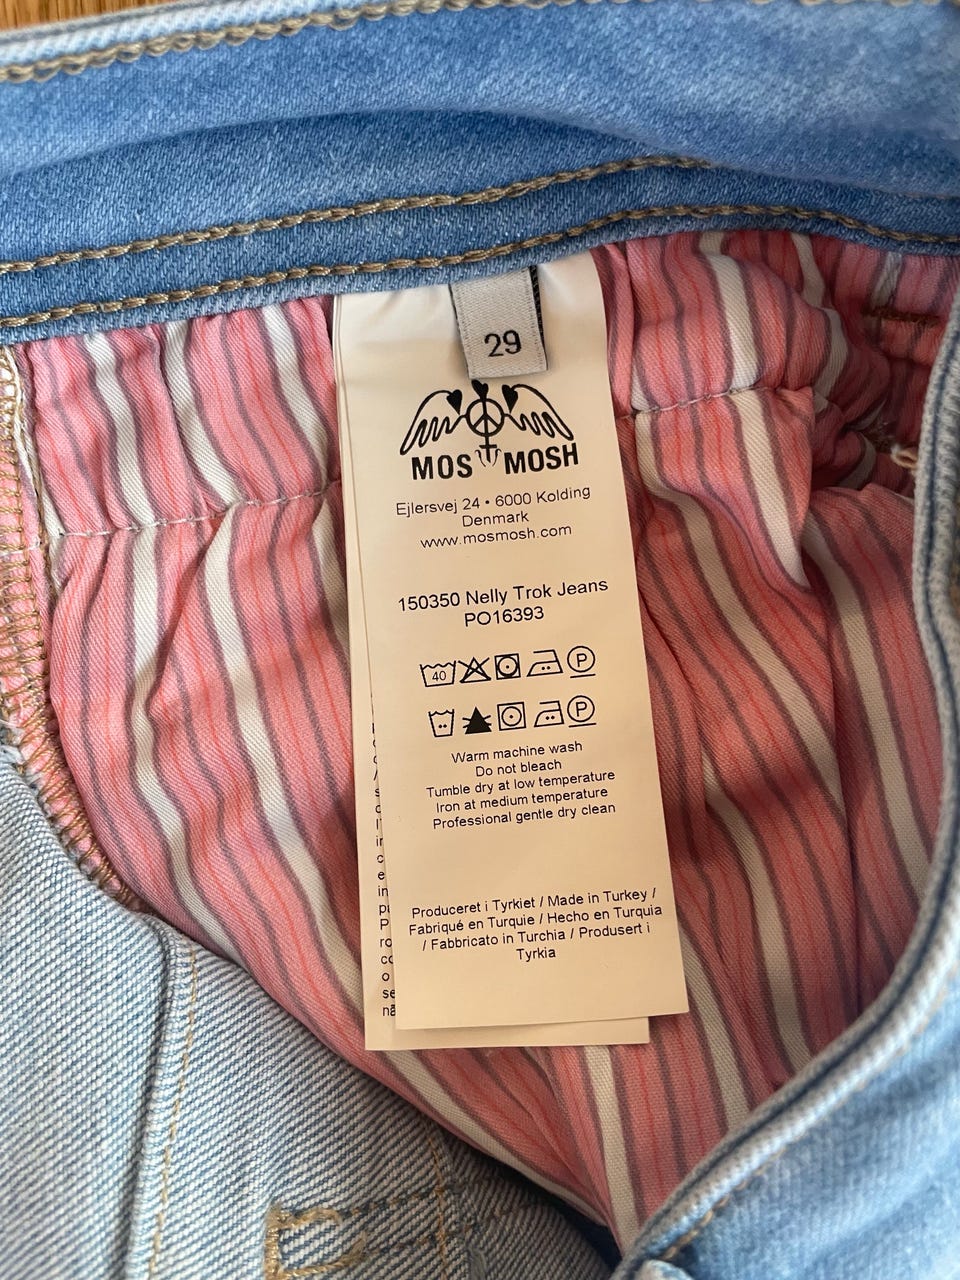 29
MOS MOSH
Ejlersvej 24 • 6000 Kolding
Denmark
www.mosmosh.com
150350 Nelly Trok Jeans
PO16393
40 P
P
Warm machine wash
Do not bleach
Tumble dry at low temperature
Iron at medium temperature
Professional gentle dry clean
Produceret i Tyrkiet / Made in Turkey /
Fabriqué en Turquie / Hecho en Turquia
/ Fabbricato in Turchia / Produsert i
Tyrkia